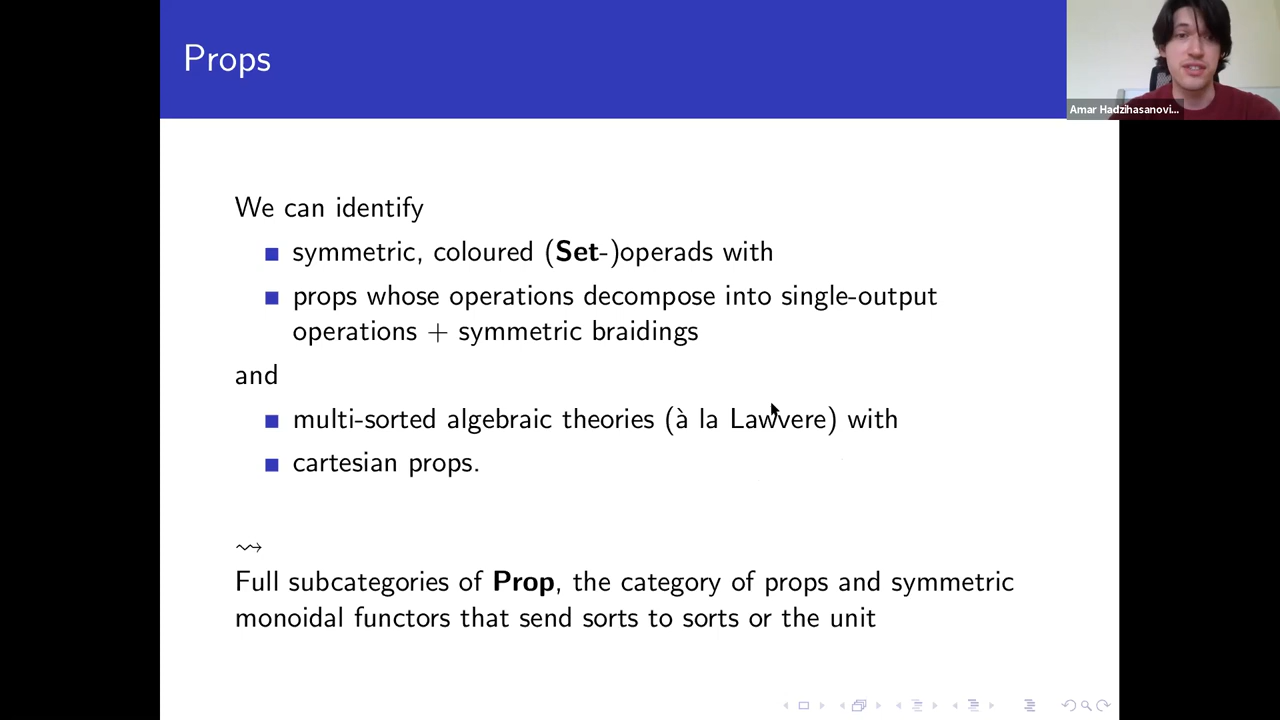 Props
Amar Hadzihasanovi...
We can identify
■ symmetric, coloured (Set-)operads with
■ props whose operations decompose into single-output
operations + symmetric braidings
and
■ multi-sorted algebraic theories (à la Lawvere) with
■ cartesian props.
⇝
Full subcategories of Prop, the category of props and symmetric
monoidal functors that send sorts to sorts or the unit